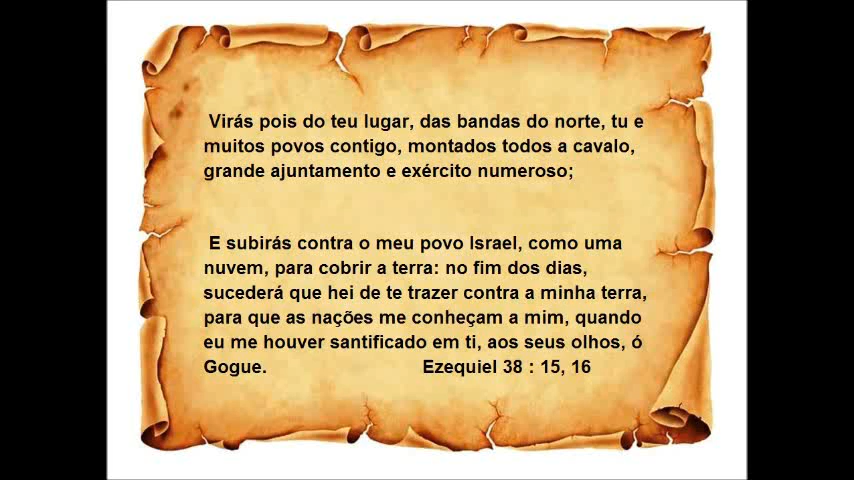 Virás pois do teu lugar, das bandas do norte, tu e
muitos povos contigo, montados todos a cavalo,
grande ajuntamento e exército numeroso;
E subirás contra o meu povo Israel, como uma
nuvem, para cobrir a terra: no fim dos dias,
sucederá que hei de te trazer contra a minha terra,
para que as nações me conheçam a mim, quando
eu me houver santificado em ti, aos seus olhos, ó
Gogue. Ezequiel 38 : 15, 16